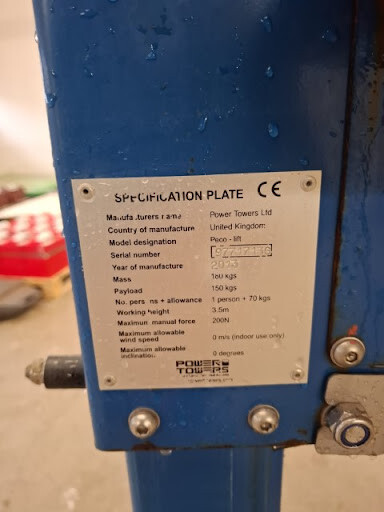 SPECIFICATION PLATE CE
Manufacturers name Power Towers Ltd
Country of manufacture United Kingdom
Model designation Peco - lift
Serial number
Year of manufacture
Mass 180 kgs
Payload 150 kgs
No. persons + allowance 1 person + 70 kgs
Working height 3.5m
Maximum manual force 200N
Maximum allowable
wind speed 0 m/s (indoor use only)
Maximum allowable
inclination. 0 degrees
POWER
TOWERS